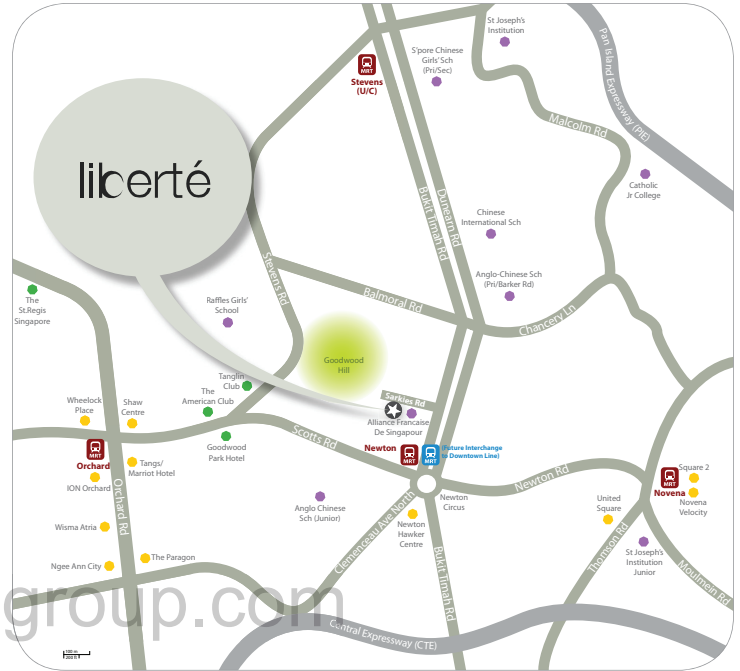 St Joseph's
Institution
S'pore Chinese
Girls' Sch
(Pri/Sec)
Pan Island Expressway (PIE)
MRT
Stevens
(U/C)
Malcolm Rd
liberté
Catholic
Jr College
Bukit Timah Rd
Dunearn Rd
Chinese
International Sch
Stevens Rd
Anglo-Chinese Sch
(Pri/Barker Rd)
Balmoral Rd
Chancery Ln
The
St.Regis
Singapore
Raffles Girls'
School
Goodwood
Hill
Tanglin
Club
The
American Club
Sarkies Rd
Alliance Francaise
De Singapour
Wheelock
Place
Shaw
Centre
Goodwood
Park Hotel
Scotts Rd
Newton
MRT
MRT
(Future Interchange
to Downtown Line)
MRT
Orchard
Tangs/
Marriot Hotel
ION Orchard
Orchard Rd
Newton Rd
MRT
Novena
Square 2
Novena
Velocity
United
Square
Newton
Circus
Anglo Chinese
Sch (Junior)
Clemenceau Ave North
Newton
Hawker
Centre
Wisma Atria
Thomson Rd
St Joseph's
Institution
Junior
Ngee Ann City
The Paragon
Bukit Timah Rd
Moulmein Rd
group.com
Central Expressway (CTE)
100 m
250 ft